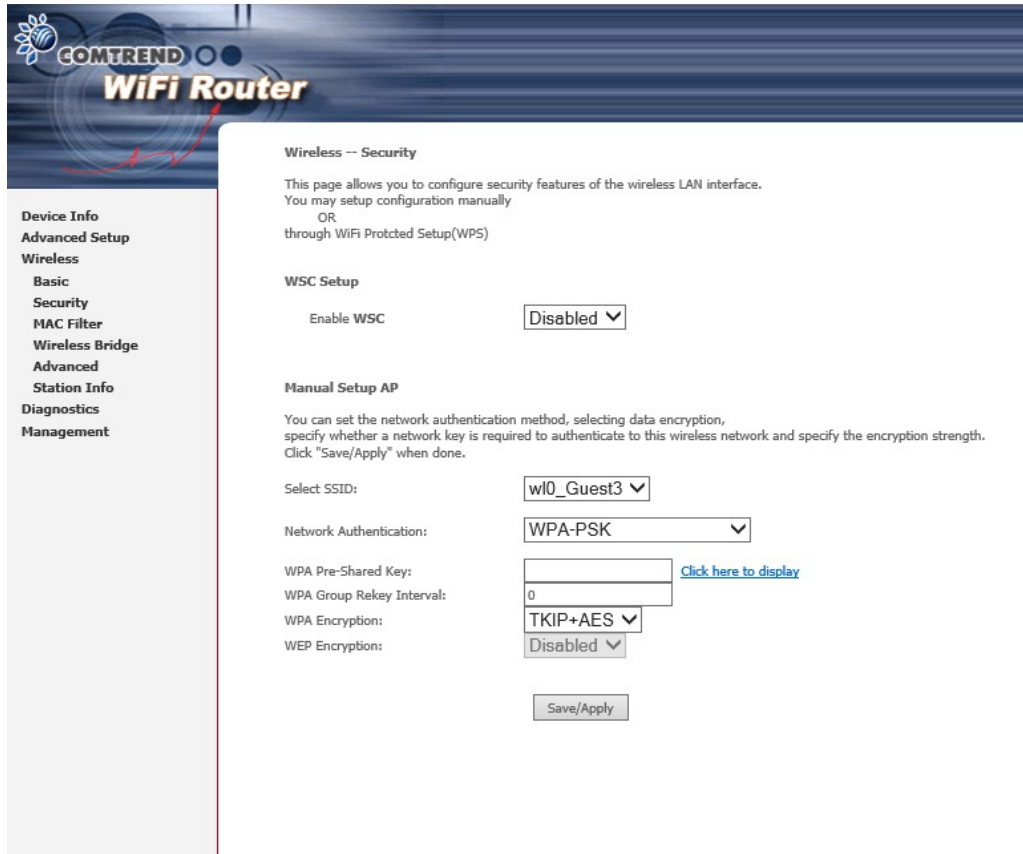 COMTREND
WiFi Router
Wireless -- Security
This page allows you to configure security features of the wireless LAN interface.
You may setup configuration manually
OR
through WiFi Protcted Setup(WPS)
Device Info
Advanced Setup
Wireless
Basic
Security
MAC Filter
Wireless Bridge
Advanced
Station Info
Diagnostics
Management
WSC Setup
Enable WSC Disabled
Manual Setup AP
You can set the network authentication method, selecting data encryption,
specify whether a network key is required to authenticate to this wireless network and specify the encryption strength.
Click "Save/Apply" when done.
Select SSID: wl0_Guest3
Network Authentication: WPA-PSK
WPA Pre-Shared Key: Click here to display
WPA Group Rekey Interval: 0
WPA Encryption: TKIP+AES
WEP Encryption: Disabled
Save/Apply